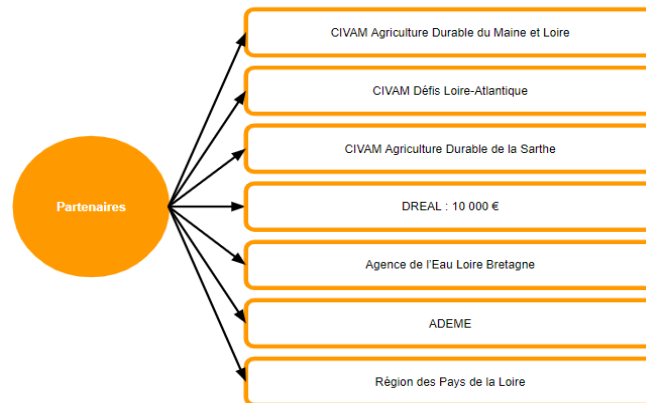 CIVAM Agriculture Durable du Maine et Loire
CIVAM Défis Loire-Atlantique
CIVAM Agriculture Durable de la Sarthe
Partenaires
DREAL : 10 000 €
Agence de l'Eau Loire Bretagne
ADEME
Région des Pays de la Loire